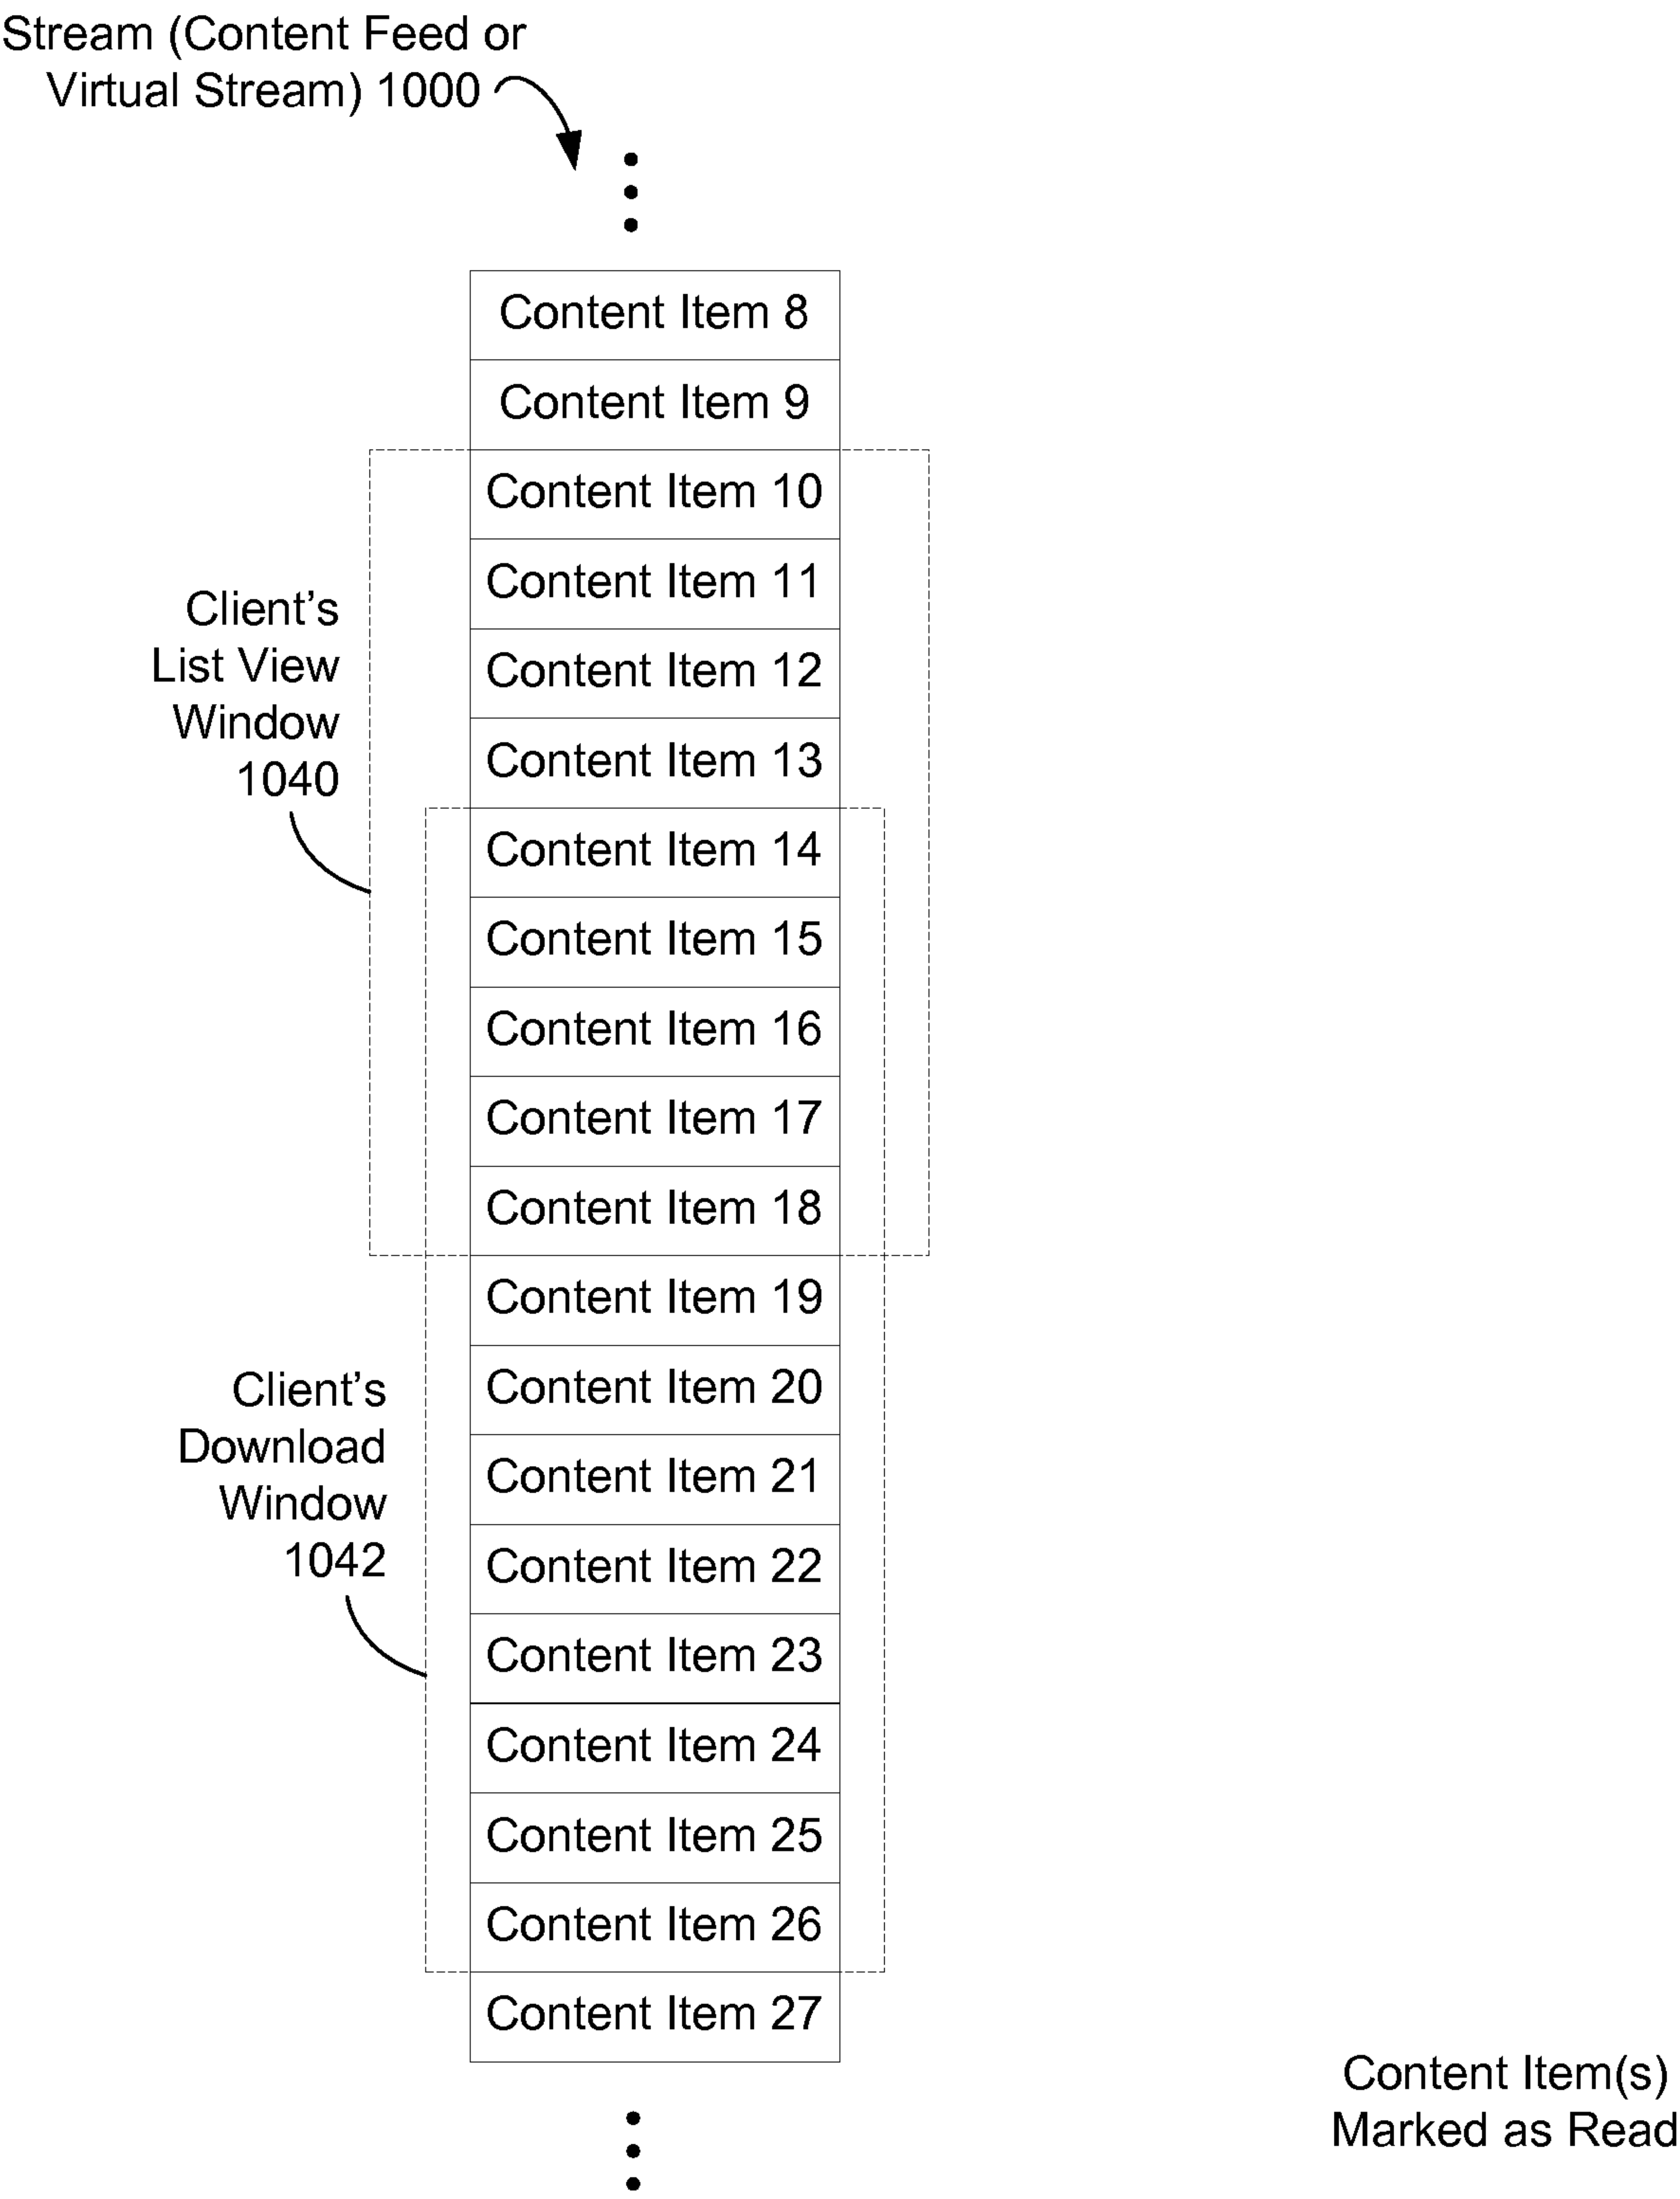 Stream (Content Feed or
Virtual Stream) 1000
Content Item 8
Content Item 9
Content Item 10
Content Item 11
Client's
List View
Window
1040
Content Item 12
Content Item 13
Content Item 14
Content Item 15
Content Item 16
Content Item 17
Content Item 18
Content Item 19
Client's
Download
Window
1042
Content Item 20
Content Item 21
Content Item 22
Content Item 23
Content Item 24
Content Item 25
Content Item 26
Content Item 27
Content Item(s)
Marked as Read